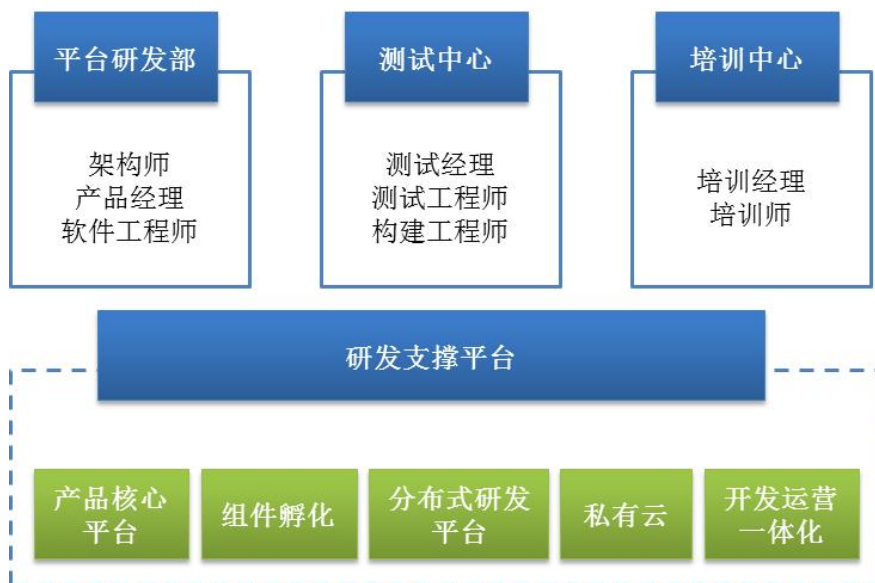 平台研发部
测试中心
培训中心
架构师
产品经理
软件工程师
测试经理
测试工程师
构建工程师
培训经理
培训师
研发支撑平台
产品核心
平台
组件孵化
分布式研发
平台
私有云
开发运营
一体化